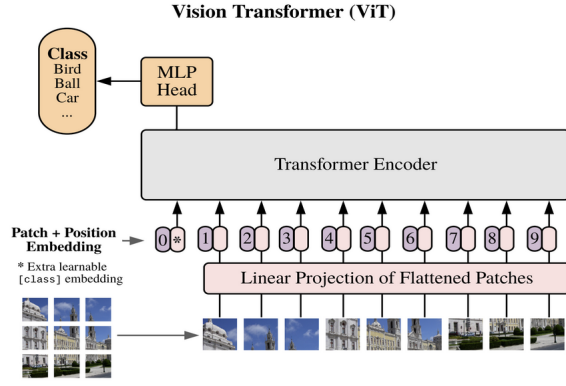 Vision Transformer (ViT)
Class
Bird
Ball
Car
...
MLP
Head
Transformer Encoder
Patch + Position
Embedding
* Extra learnable
[class] embedding
0 * 1 2 3 4 5 6 7 8 9
Linear Projection of Flattened Patches